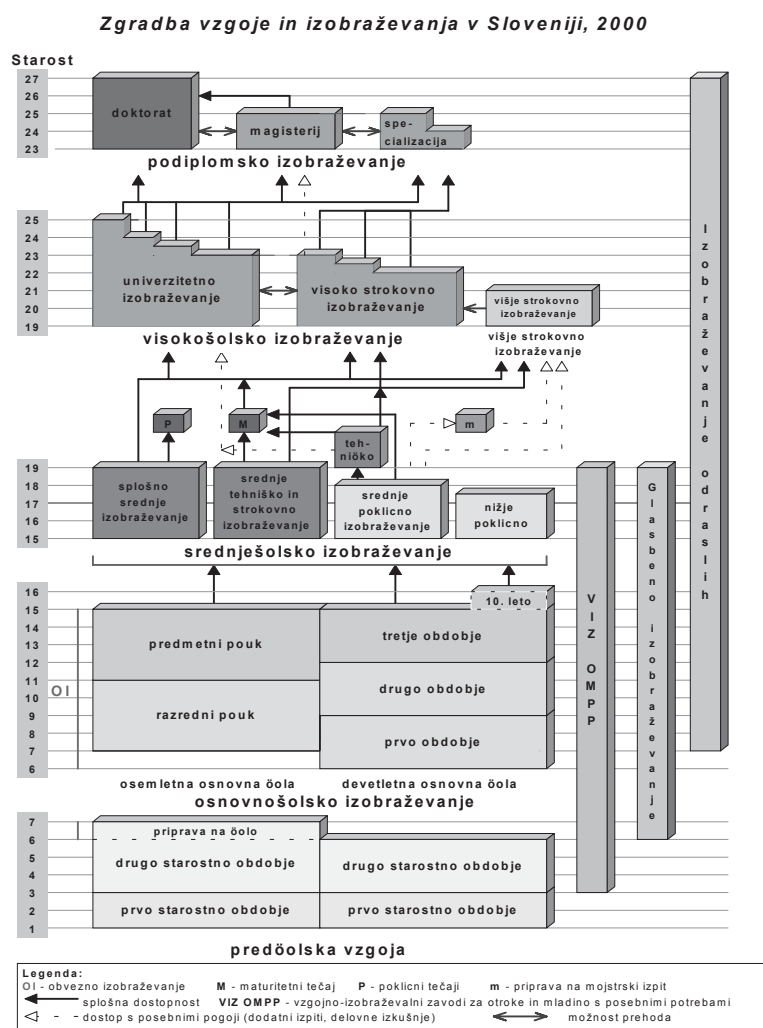 Zgradba vzgoje in izobraževanja v Sloveniji, 2000
Starost
27
26
25
24
23
doktorat
magisterij
spe-
cializacija
podiplomsko izobraževanje
25
24
23
22
21
20
19
univerzitetno
izobraževanje
visoko strokovno
izobraževanje
višje strokovno
izobraževanje
visokošolsko izobraževanje
višje strokovno
izobraževanje
P
M
teh-
niöko
m
19
18
17
16
15
splošno
srednje
izobraževanje
srednje
tehniško in
strokovno
izobraževanje
srednje
poklicno
izobraževanje
nižje
poklicno
srednješolsko izobraževanje
16
15
14
13
12
11
10
9
8
7
6
OI
10. leto
predmetni pouk
tretje obdobje
razredni pouk
drugo obdobje
prvo obdobje
osemletna osnovna öola
devetletna osnovna öola
osnovnošolsko izobraževanje
7
6
5
4
3
2
1
priprava na öolo
drugo starostno obdobje
drugo starostno obdobje
prvo starostno obdobje
prvo starostno obdobje
predöolska vzgoja
VIZ OMPP
Glasbeno izobraževanje
Izobraževanje odraslih
Legenda:
OI - obvezno izobraževanje M - maturitetni tečaj P - poklicni tečaji m - priprava na mojstrski izpit
splošna dostopnost VIZ OMPP - vzgojno-izobraževalni zavodi za otroke in mladino s posebnimi potrebami
dostop s posebnimi pogoji (dodatni izpiti, delovne izkušnje) možnost prehoda